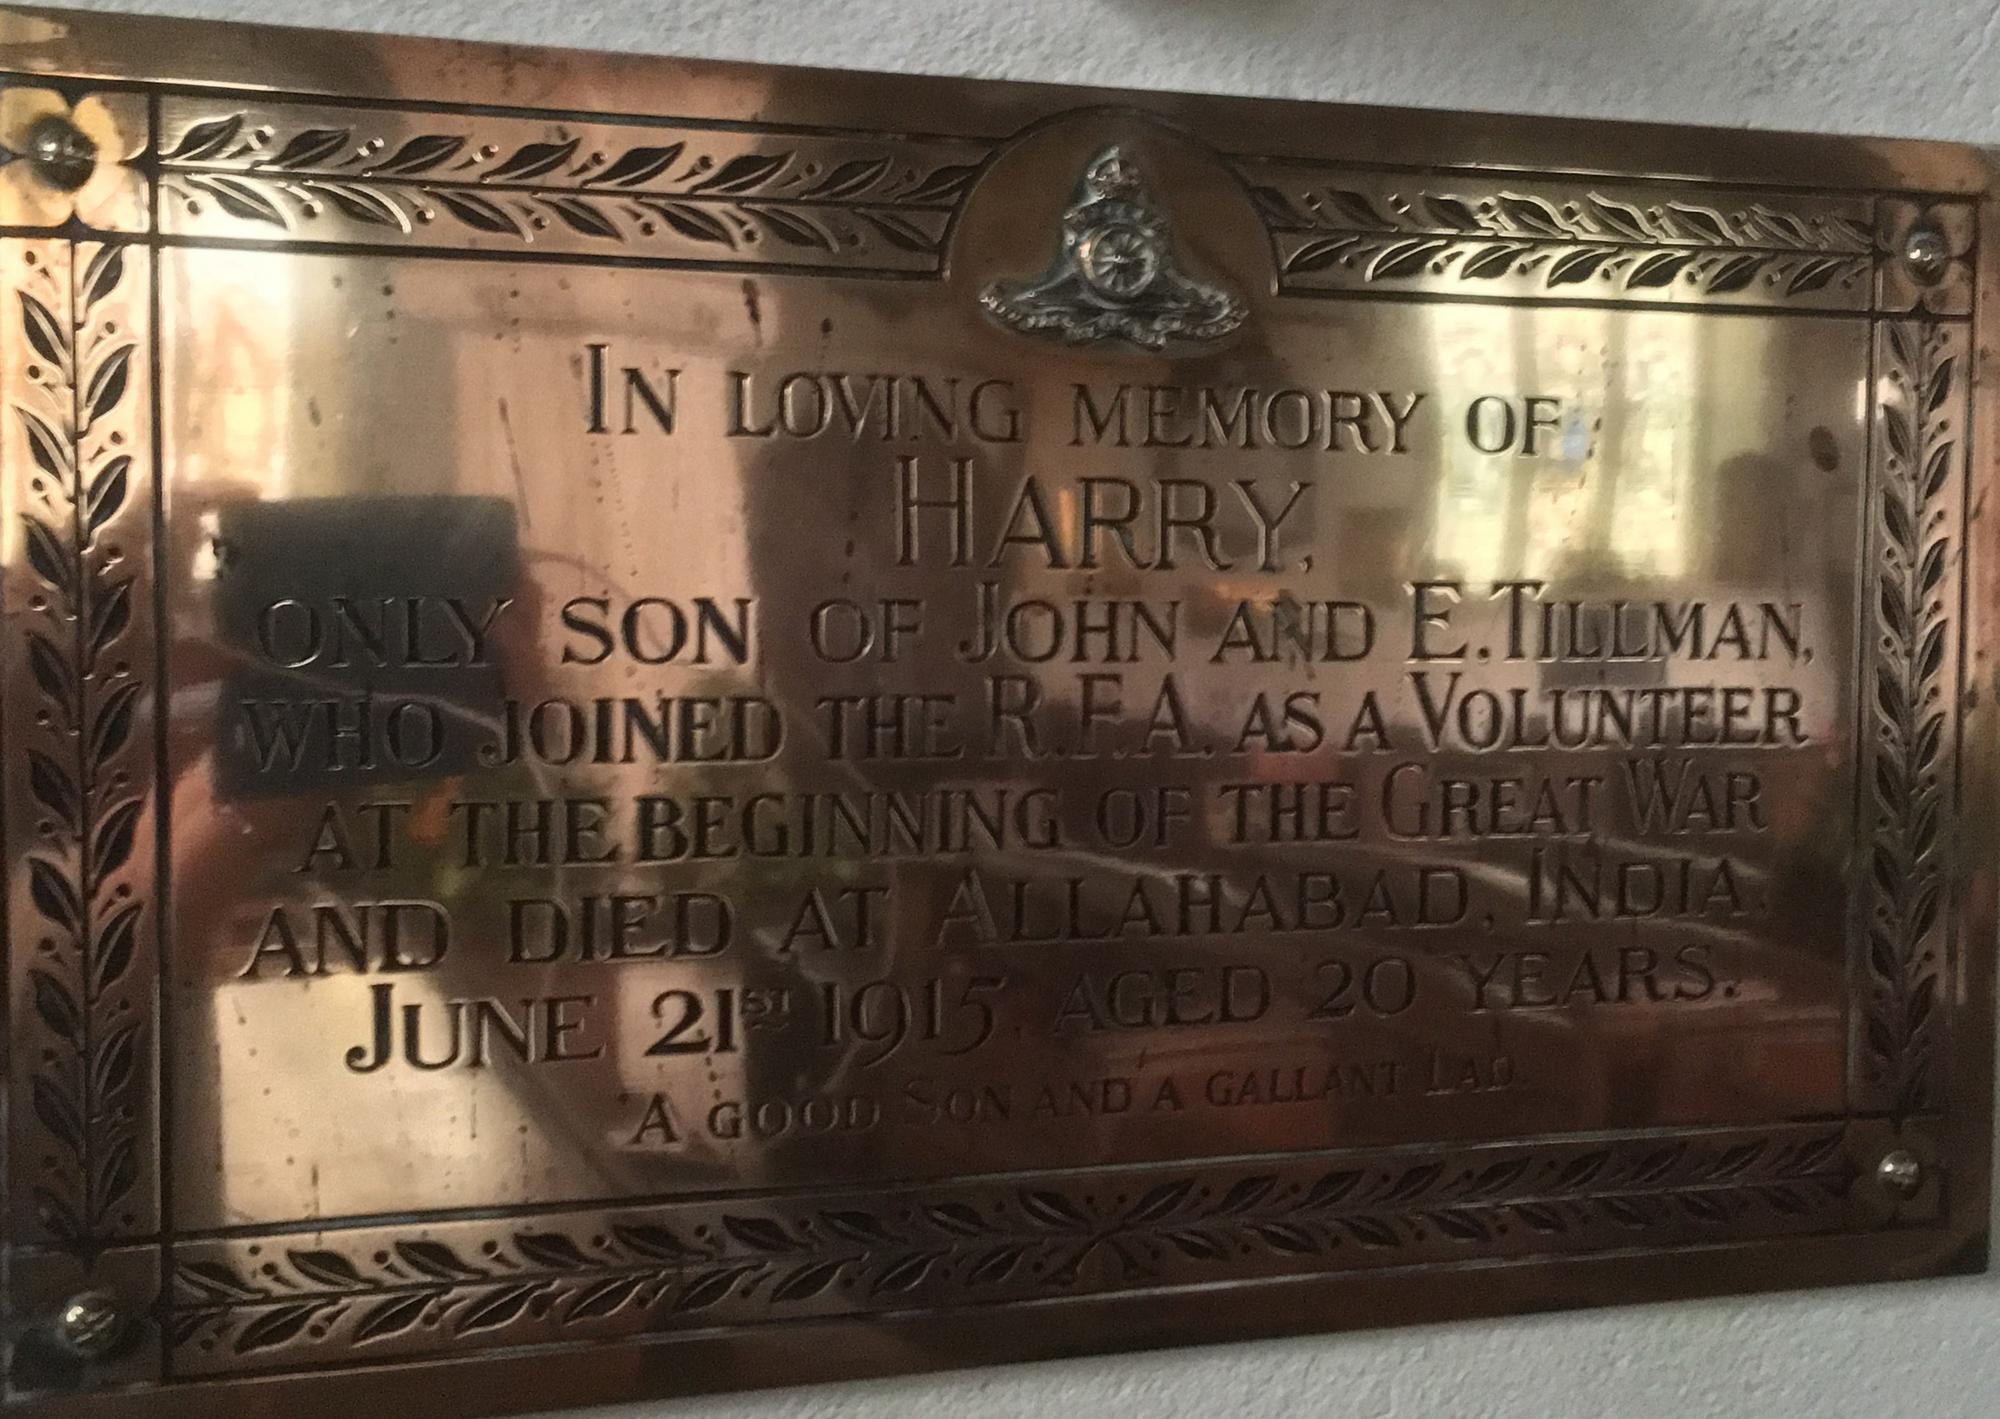 IN LOVING MEMORY OF
HARRY,
ONLY SON OF JOHN AND E. TILLMAN,
WHO JOINED THE R.F.A. AS A VOLUNTEER
AT THE BEGINNING OF THE GREAT WAR
AND DIED AT ALLAHABAD, INDIA.
JUNE 21ST 1915. AGED 20 YEARS.
A GOOD SON AND A GALLANT LAD.